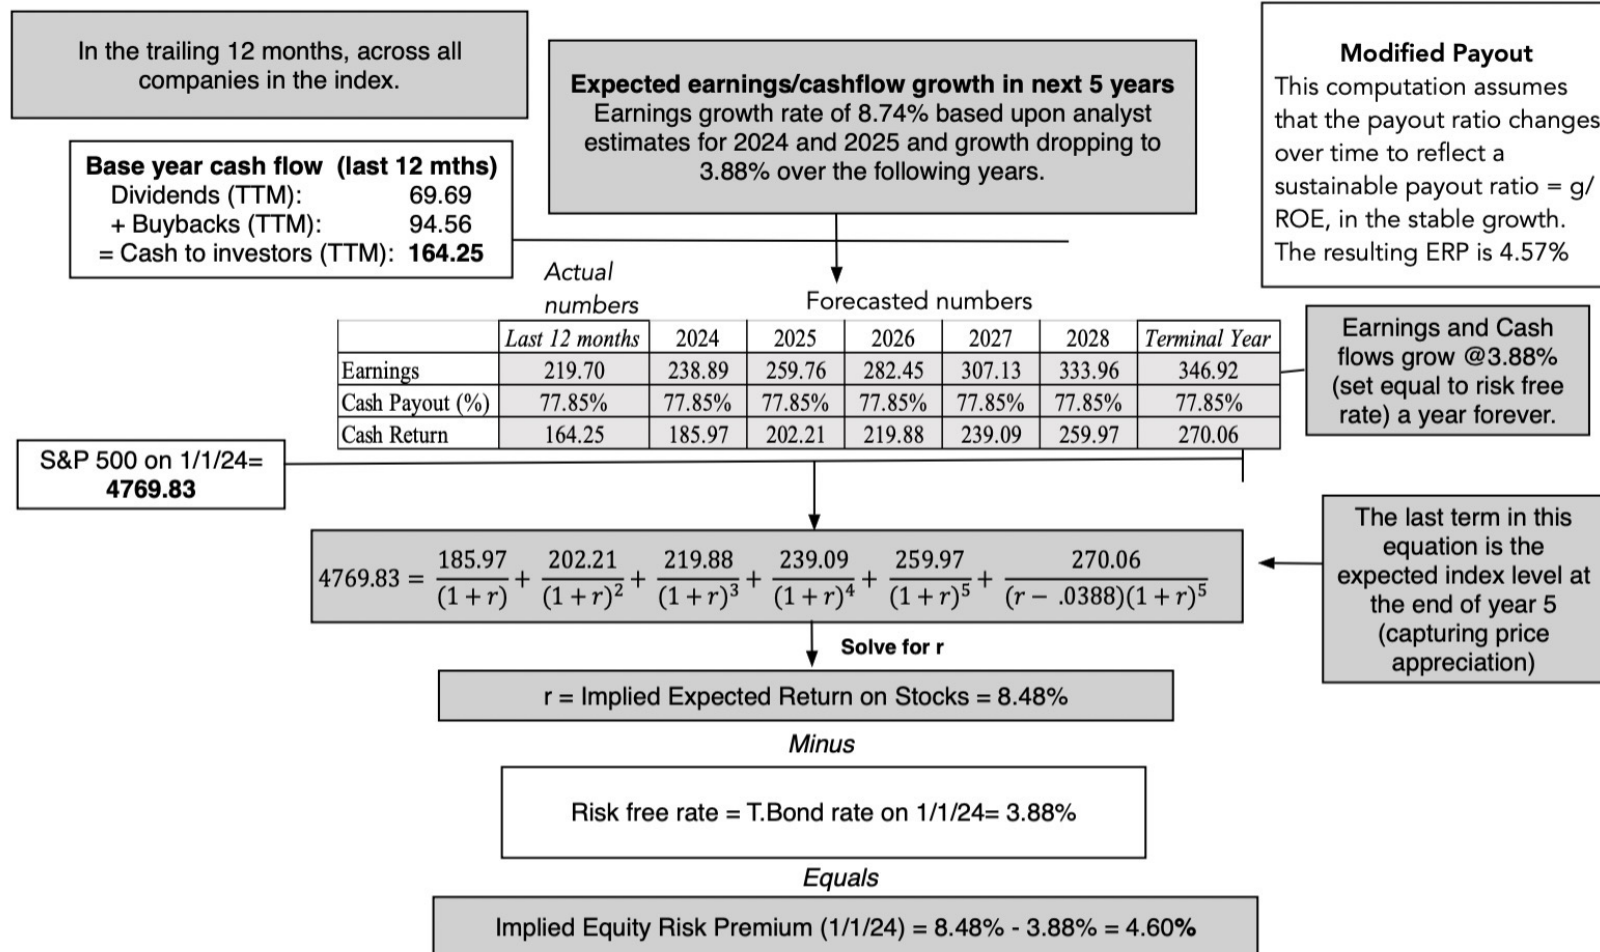 In the trailing 12 months, across all
companies in the index.
Expected earnings/cashflow growth in next 5 years
Earnings growth rate of 8.74% based upon analyst
estimates for 2024 and 2025 and growth dropping to
3.88% over the following years.
Modified Payout
This computation assumes
that the payout ratio changes
over time to reflect a
sustainable payout ratio = g/
ROE, in the stable growth.
The resulting ERP is 4.57%
Base year cash flow (last 12 mths)
Dividends (TTM): 69.69
+ Buybacks (TTM): 94.56
= Cash to investors (TTM): 164.25
Actual
numbers
Forecasted numbers
Last 12 months 2024 2025 2026 2027 2028 Terminal Year
Earnings 219.70 238.89 259.76 282.45 307.13 333.96 346.92
Cash Payout (%) 77.85% 77.85% 77.85% 77.85% 77.85% 77.85% 77.85%
Cash Return 164.25 185.97 202.21 219.88 239.09 259.97 270.06
Earnings and Cash
flows grow @3.88%
(set equal to risk free
rate) a year forever.
S&P 500 on 1/1/24=
4769.83
4769.83 = 185.97/(1+r) + 202.21/(1+r)² + 219.88/(1+r)³ + 239.09/(1+r)⁴ + 259.97/(1+r)⁵ + 270.06/(r − .0388)(1+r)⁵
The last term in this
equation is the
expected index level at
the end of year 5
(capturing price
appreciation)
Solve for r
r = Implied Expected Return on Stocks = 8.48%
Minus
Risk free rate = T.Bond rate on 1/1/24= 3.88%
Equals
Implied Equity Risk Premium (1/1/24) = 8.48% - 3.88% = 4.60%